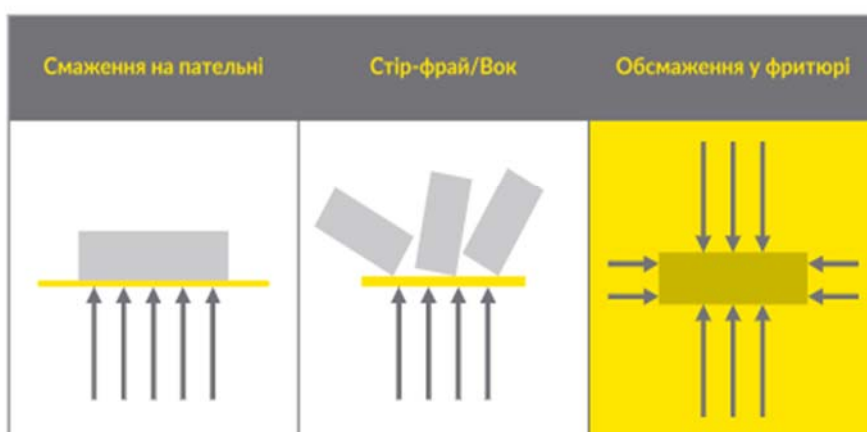 Смаження на пательні
Стір-фрай/Вок
Обсмаження у фритюрі